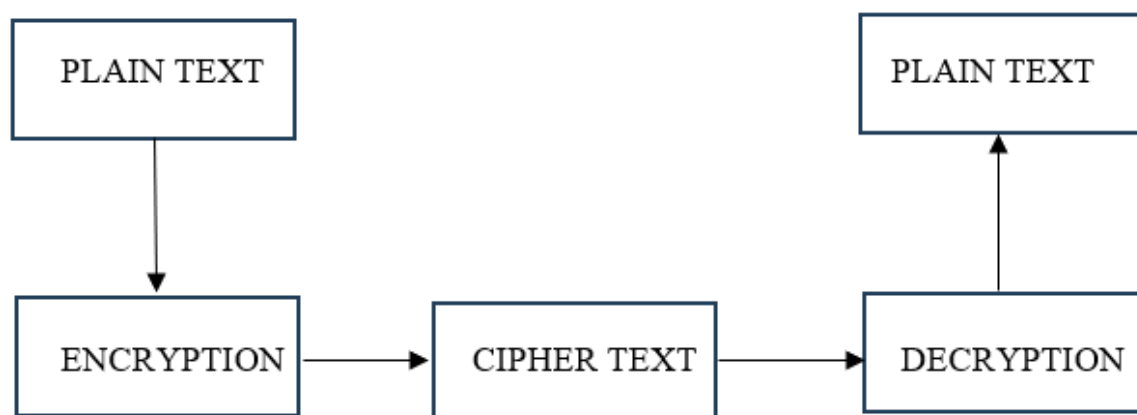 PLAIN TEXT
PLAIN TEXT
ENCRYPTION
CIPHER TEXT
DECRYPTION